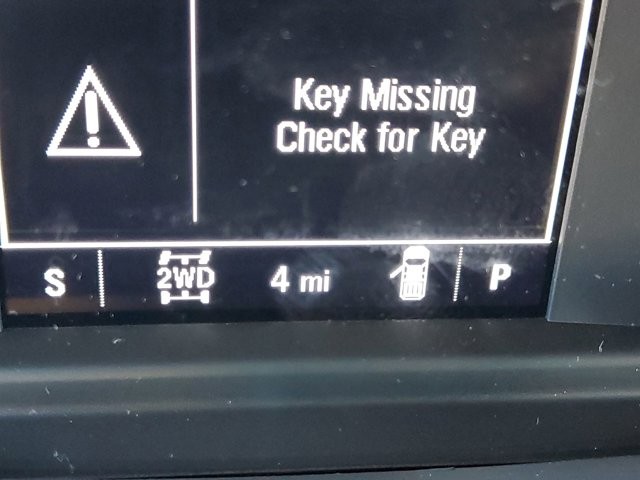 Key Missing
Check for Key
S 2WD 4 mi P